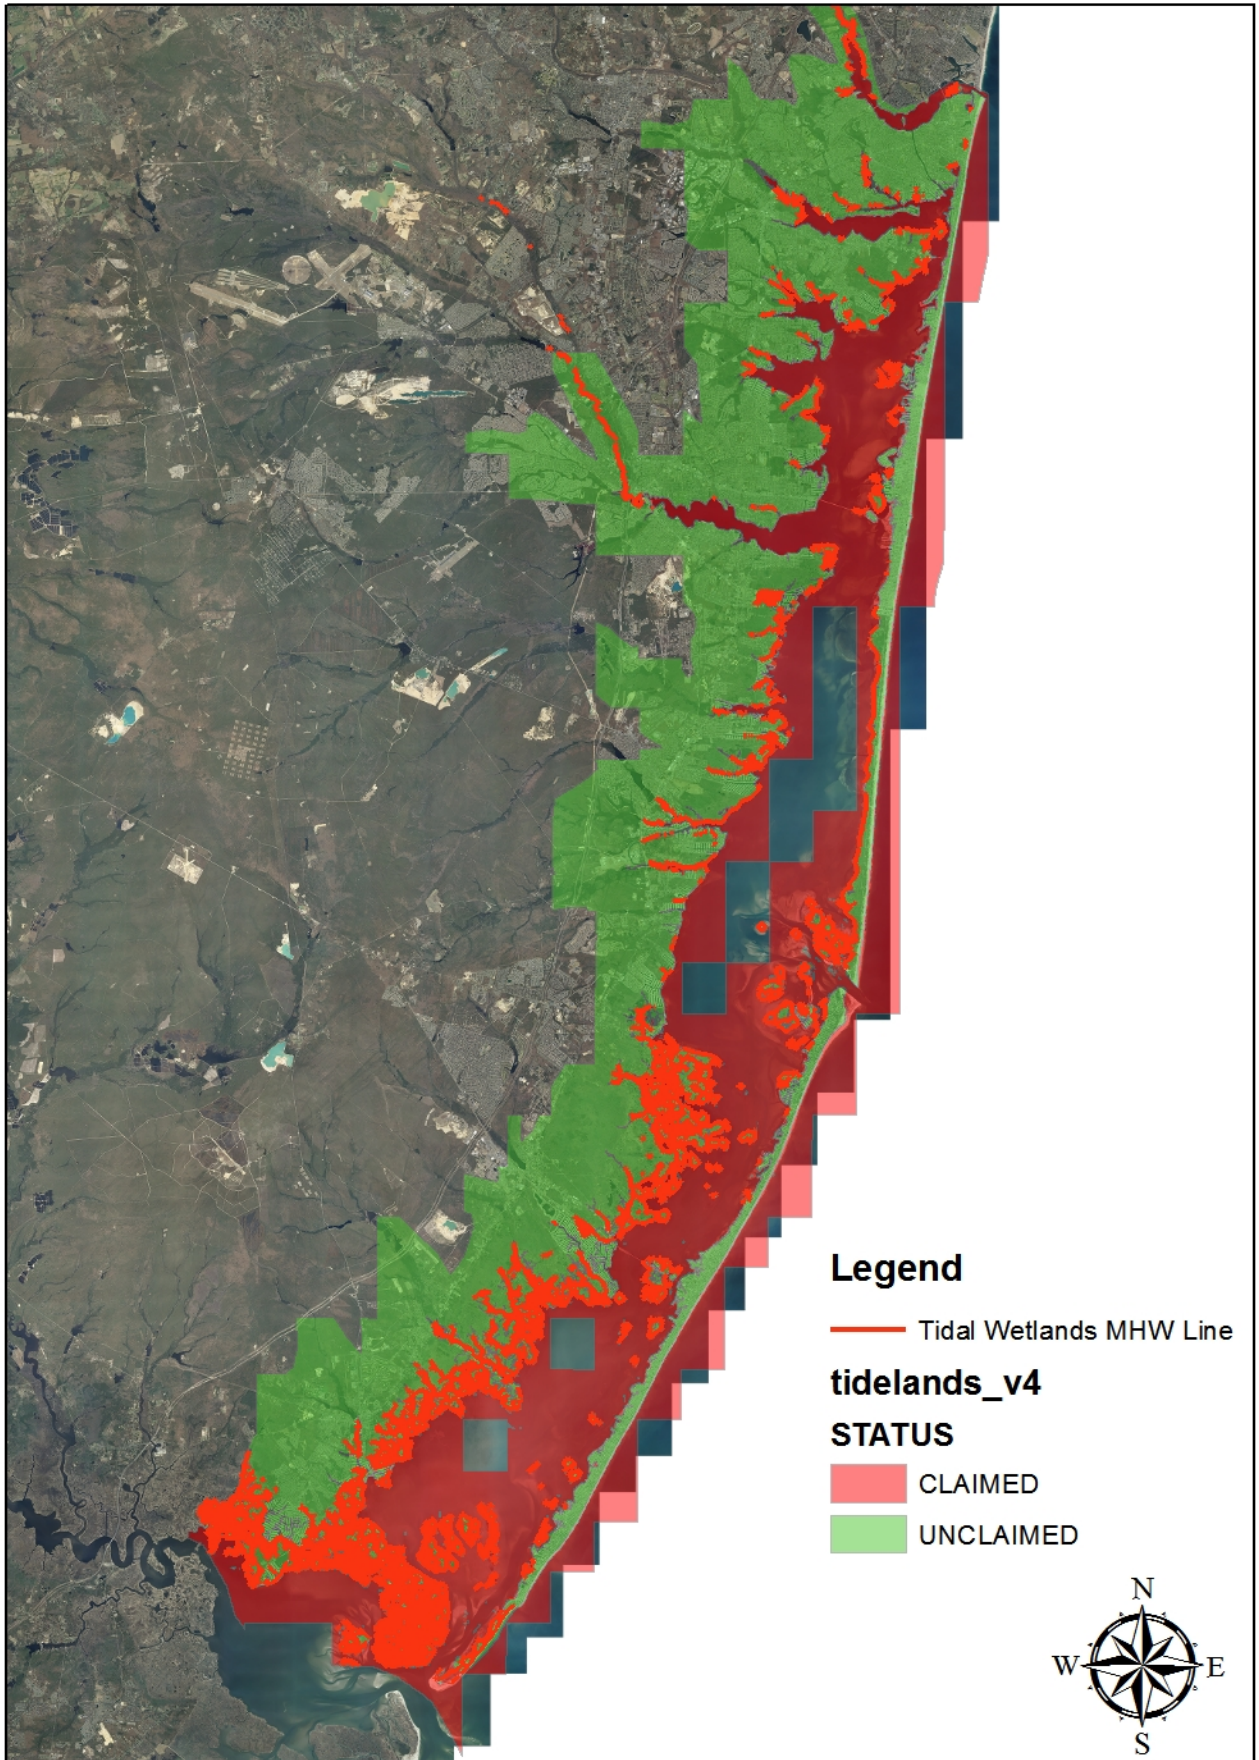 Legend
Tidal Wetlands MHW Line
tidelands_v4
STATUS
CLAIMED
UNCLAIMED
N
W E
S